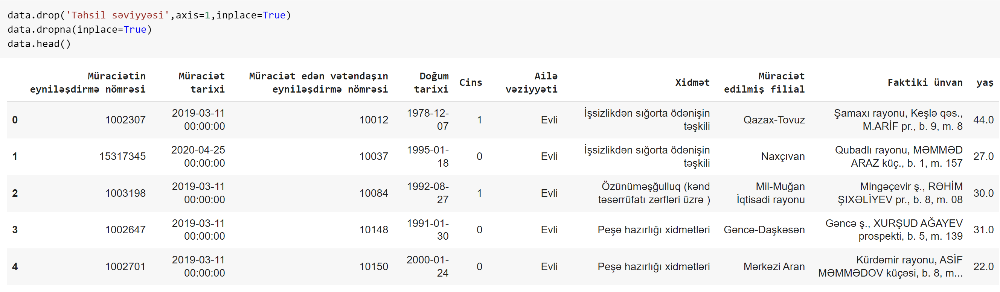 data.drop('Təhsil səviyyəsi',axis=1,inplace=True)
data.dropna(inplace=True)
data.head()
Müraciətin eyniləşdirmə nömrəsi Müraciət tarixi Müraciət edən vətəndaşın eyniləşdirmə nömrəsi Doğum tarixi Cins Ailə vəziyyəti Xidmət Müraciət edilmiş filial Faktiki ünvan yaş
0 1002307 2019-03-11 00:00:00 10012 1978-12-07 1 Evli İşsizlikdən sığorta ödənişin təşkili Qazax-Tovuz Şamaxı rayonu, Keşlə qəs., M.ARİF pr., b. 9, m. 8 44.0
1 15317345 2020-04-25 00:00:00 10037 1995-01-18 0 Evli İşsizlikdən sığorta ödənişin təşkili Naxçıvan Qubadlı rayonu, MƏMMƏD ARAZ küç., b. 1, m. 157 27.0
2 1003198 2019-03-11 00:00:00 10084 1992-08-27 1 Evli Özünüməşğulluq (kənd təsərrüfatı zərfləri üzrə ) Mil-Muğan İqtisadi rayonu Mingəçevir ş., RƏHİM ŞIXƏLİYEV pr., b. 8, m. 08 30.0
3 1002647 2019-03-11 00:00:00 10148 1991-01-30 0 Evli Peşə hazırlığı xidmətləri Gəncə-Daşkəsən Gəncə ş., XURŞUD AĞAYEV prospekti, b. 5, m. 139 31.0
4 1002701 2019-03-11 00:00:00 10150 2000-01-24 0 Evli Peşə hazırlığı xidmətləri Mərkəzi Aran Kürdəmir rayonu, ASİF MƏMMƏDOV küçəsi, b. 8, m... 22.0